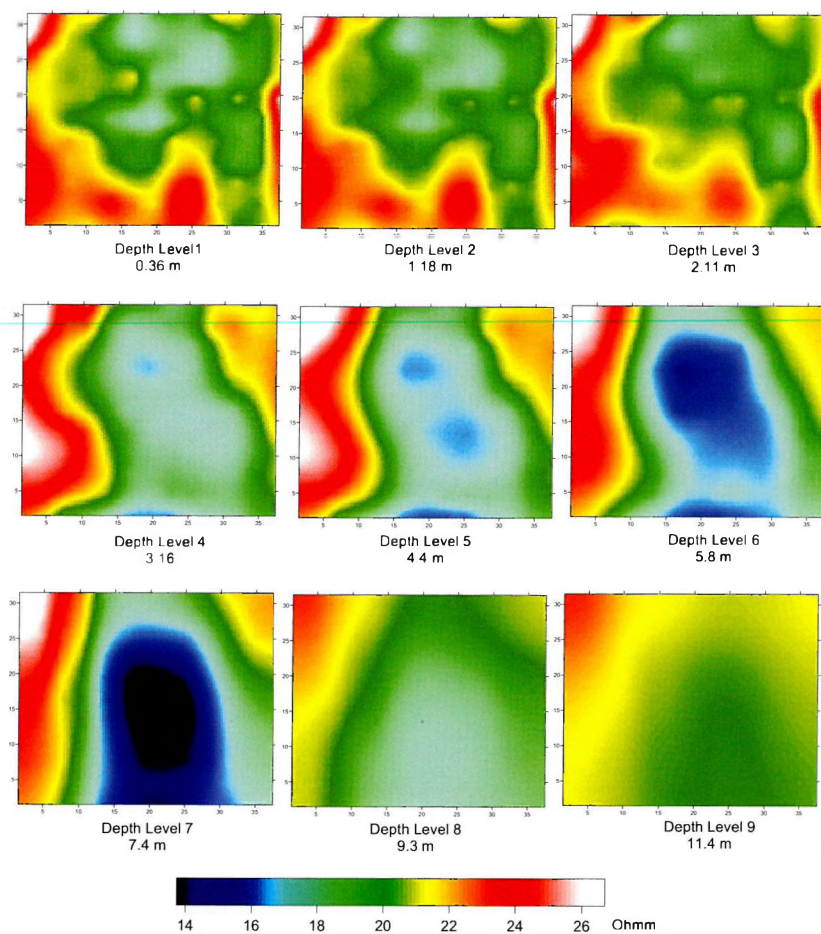 Depth Level1
0.36 m
Depth Level 2
1 18 m
Depth Level 3
2.11 m
Depth Level 4
3 16
Depth Level 5
4 4 m
Depth Level 6
5.8 m
Depth Level 7
7.4 m
Depth Level 8
9.3 m
Depth Level 9
11.4 m
14 16 18 20 22 24 26 Ohmm